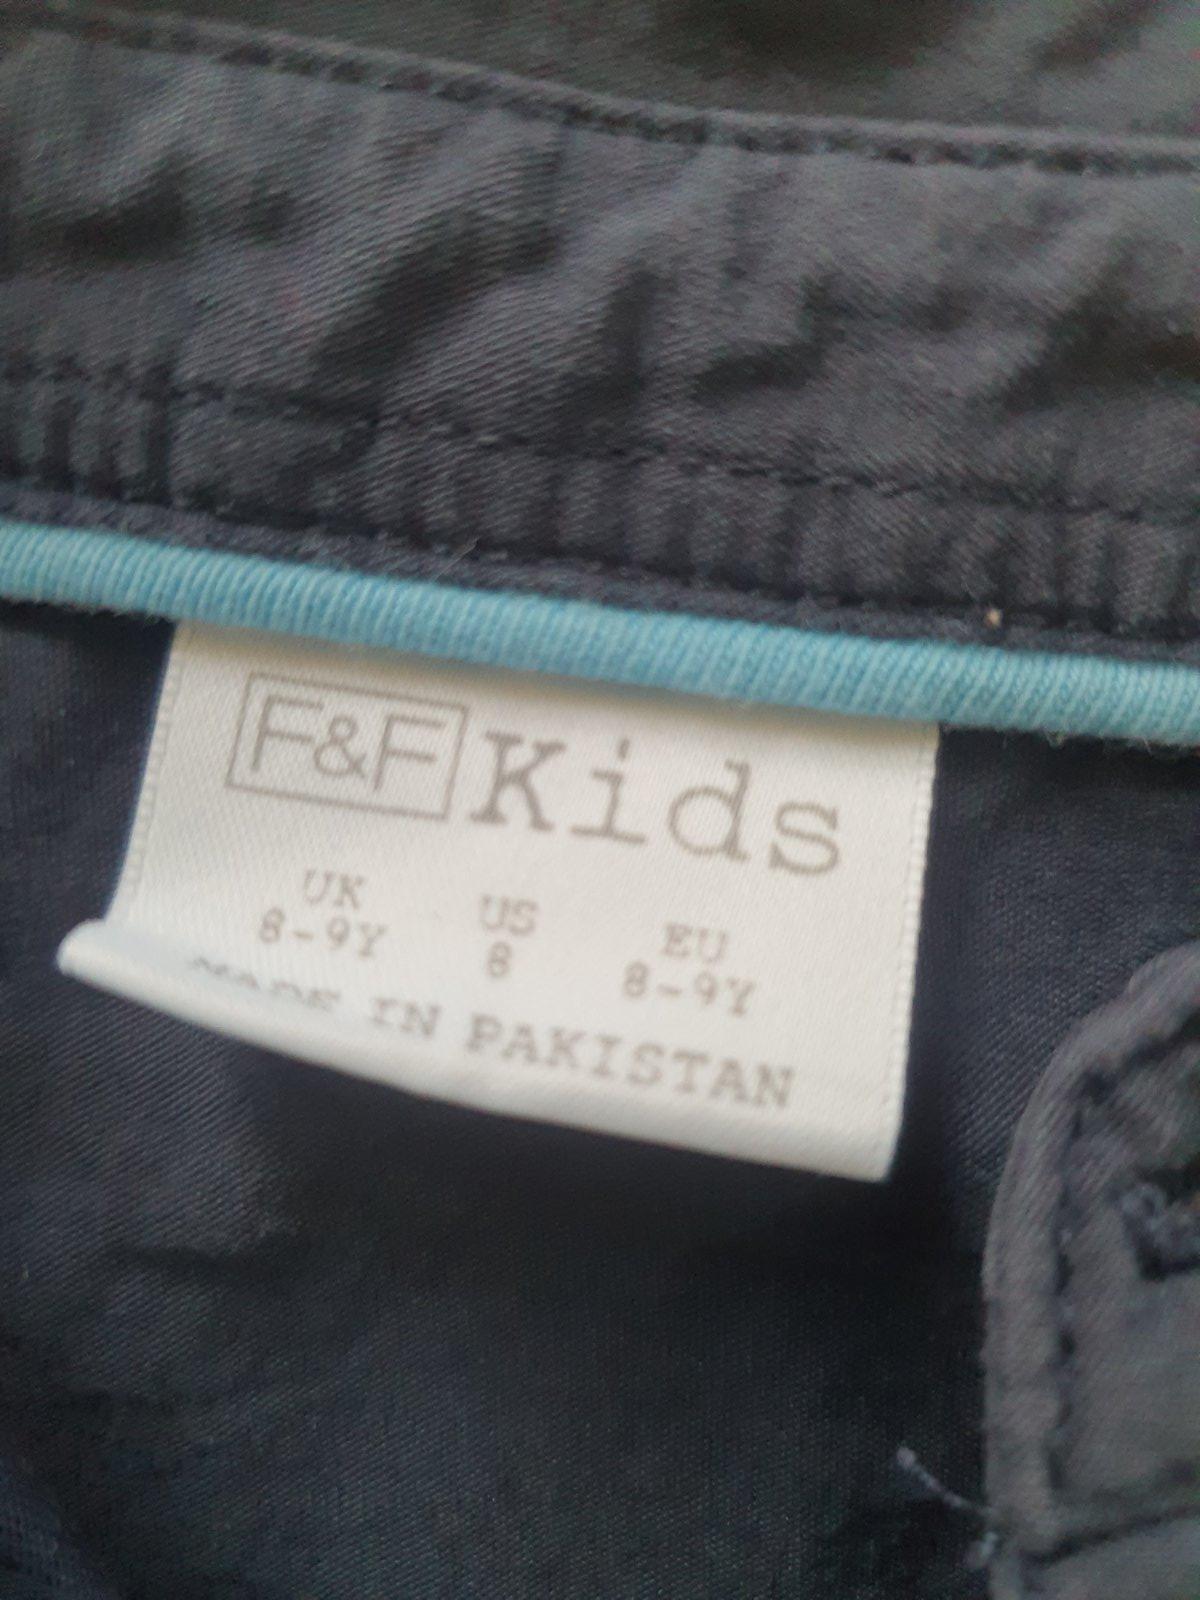 F&F Kids
UK US EU
8-9Y 8 8-9Y
MADE IN PAKISTAN